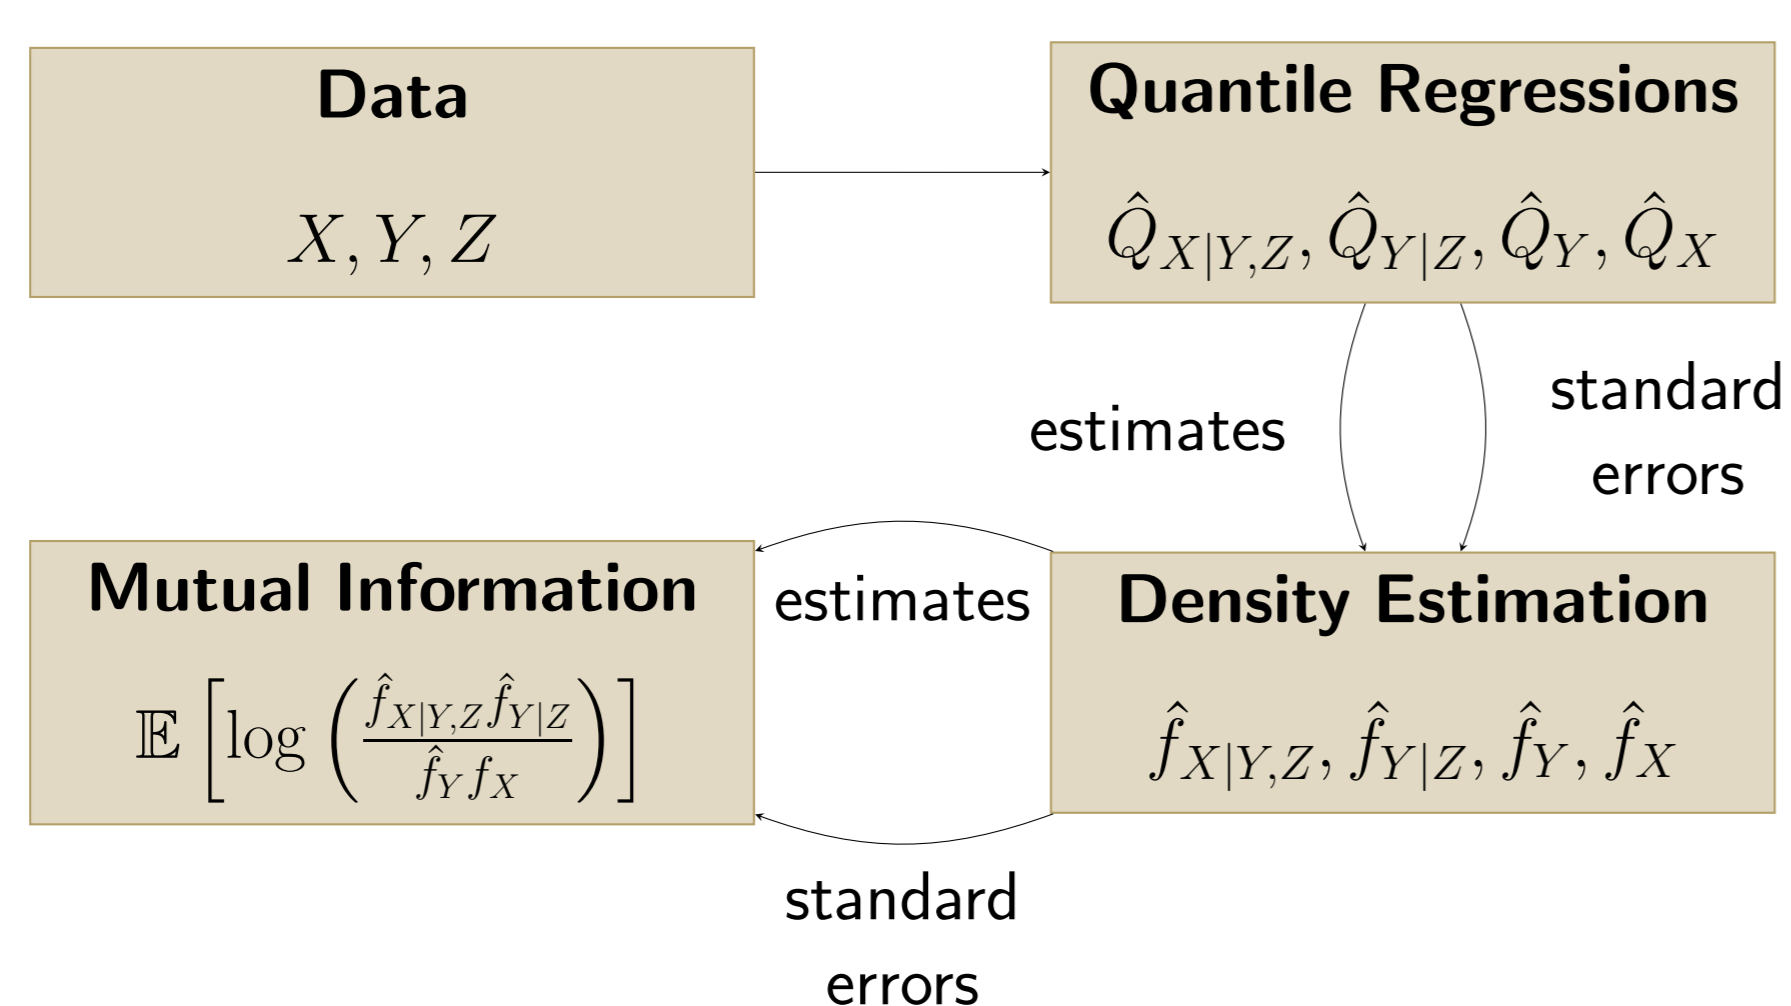 Data
X, Y, Z
Quantile Regressions
Q̂_{X|Y,Z}, Q̂_{Y|Z}, Q̂_Y, Q̂_X
estimates
standard
errors
Mutual Information
𝔼 [log (f̂_{X|Y,Z} f̂_{Y|Z} / f̂_Y f_X)]
estimates
Density Estimation
f̂_{X|Y,Z}, f̂_{Y|Z}, f̂_Y, f̂_X
standard
errors